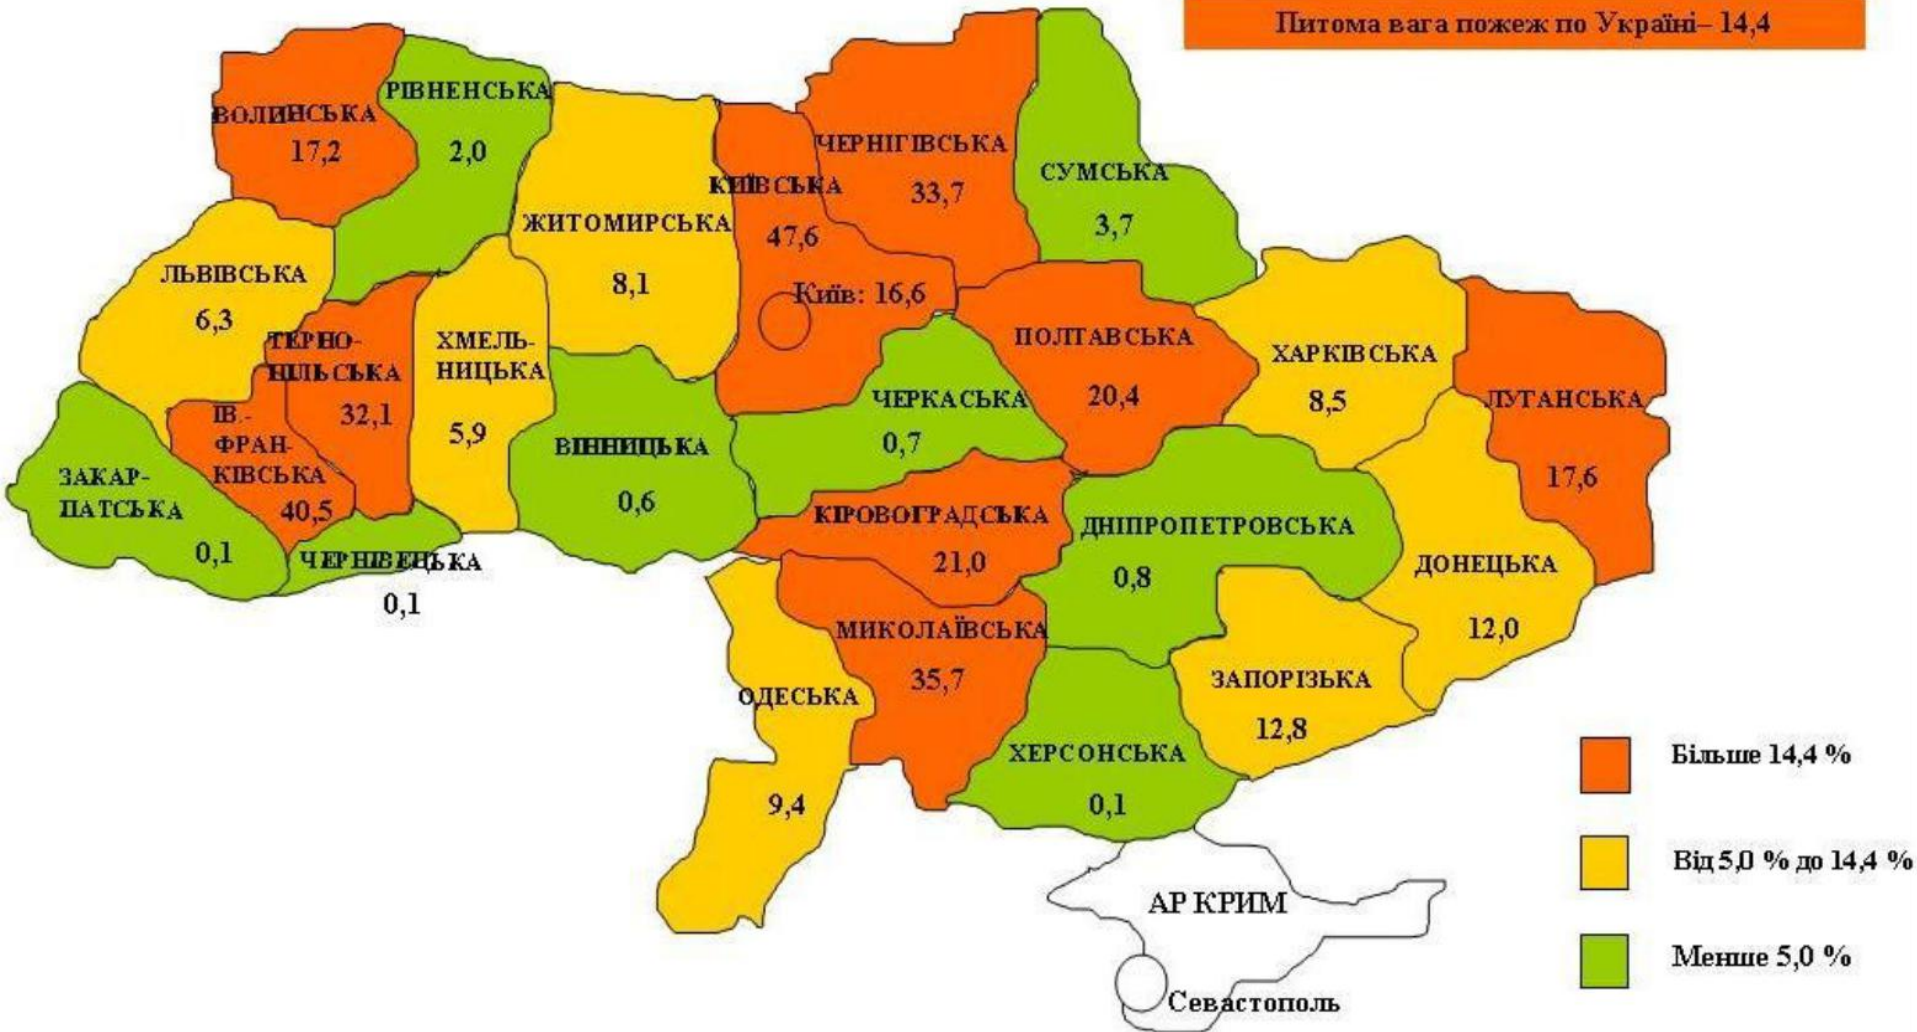 Питома вага пожеж по Україні– 14,4
ВОЛИНСЬКА
17,2
РІВНЕНСЬКА
2,0
ЖИТОМИРСЬКА
8,1
КИЇВСЬКА
47,6
Київ: 16,6
ЧЕРНІГІВСЬКА
33,7
СУМСЬКА
3,7
ЛЬВІВСЬКА
6,3
ТЕРНО-
ПІЛЬСЬКА
32,1
ХМЕЛЬ-
НИЦЬКА
5,9
ІВ.-
ФРАН-
КІВСЬКА
40,5
ЗАКАР-
ПАТСЬКА
0,1
ЧЕРНІВЕЦЬКА
0,1
ВІННИЦЬКА
0,6
ЧЕРКАСЬКА
0,7
ПОЛТАВСЬКА
20,4
ХАРКІВСЬКА
8,5
ЛУГАНСЬКА
17,6
КІРОВОГРАДСЬКА
21,0
ДНІПРОПЕТРОВСЬКА
0,8
ДОНЕЦЬКА
12,0
МИКОЛАЇВСЬКА
35,7
ОДЕСЬКА
9,4
ЗАПОРІЗЬКА
12,8
ХЕРСОНСЬКА
0,1
АР КРИМ
Севастополь
Більше 14,4 %
Від 5,0 % до 14,4 %
Менше 5,0 %